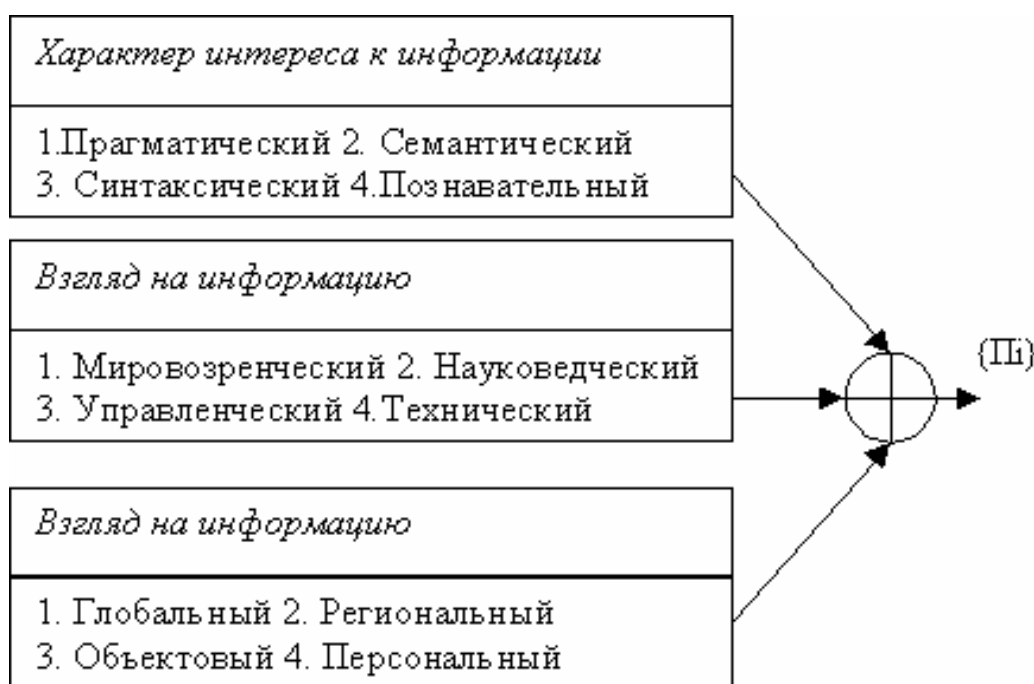 Характер интереса к информации
1.Прагматический 2. Семантический
3. Синтаксический 4.Познавательный
Взгляд на информацию
1. Мировозренческий 2. Науковедческий
3. Управленческий 4.Технический
{Пi}
Взгляд на информацию
1. Глобальный 2. Региональный
3. Объектовый 4. Персональный